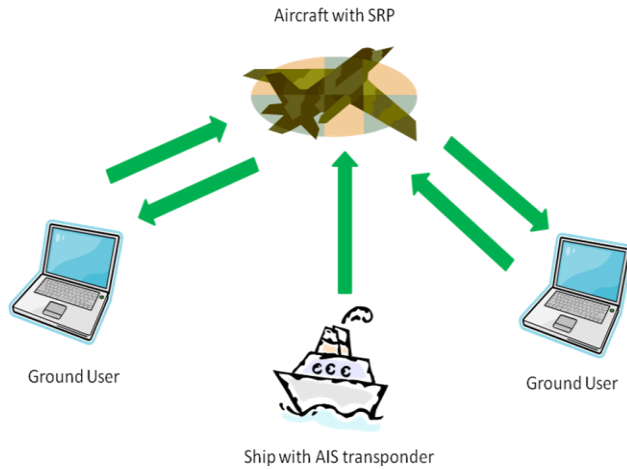 Aircraft with SRP
Ground User
Ground User
Ship with AIS transponder